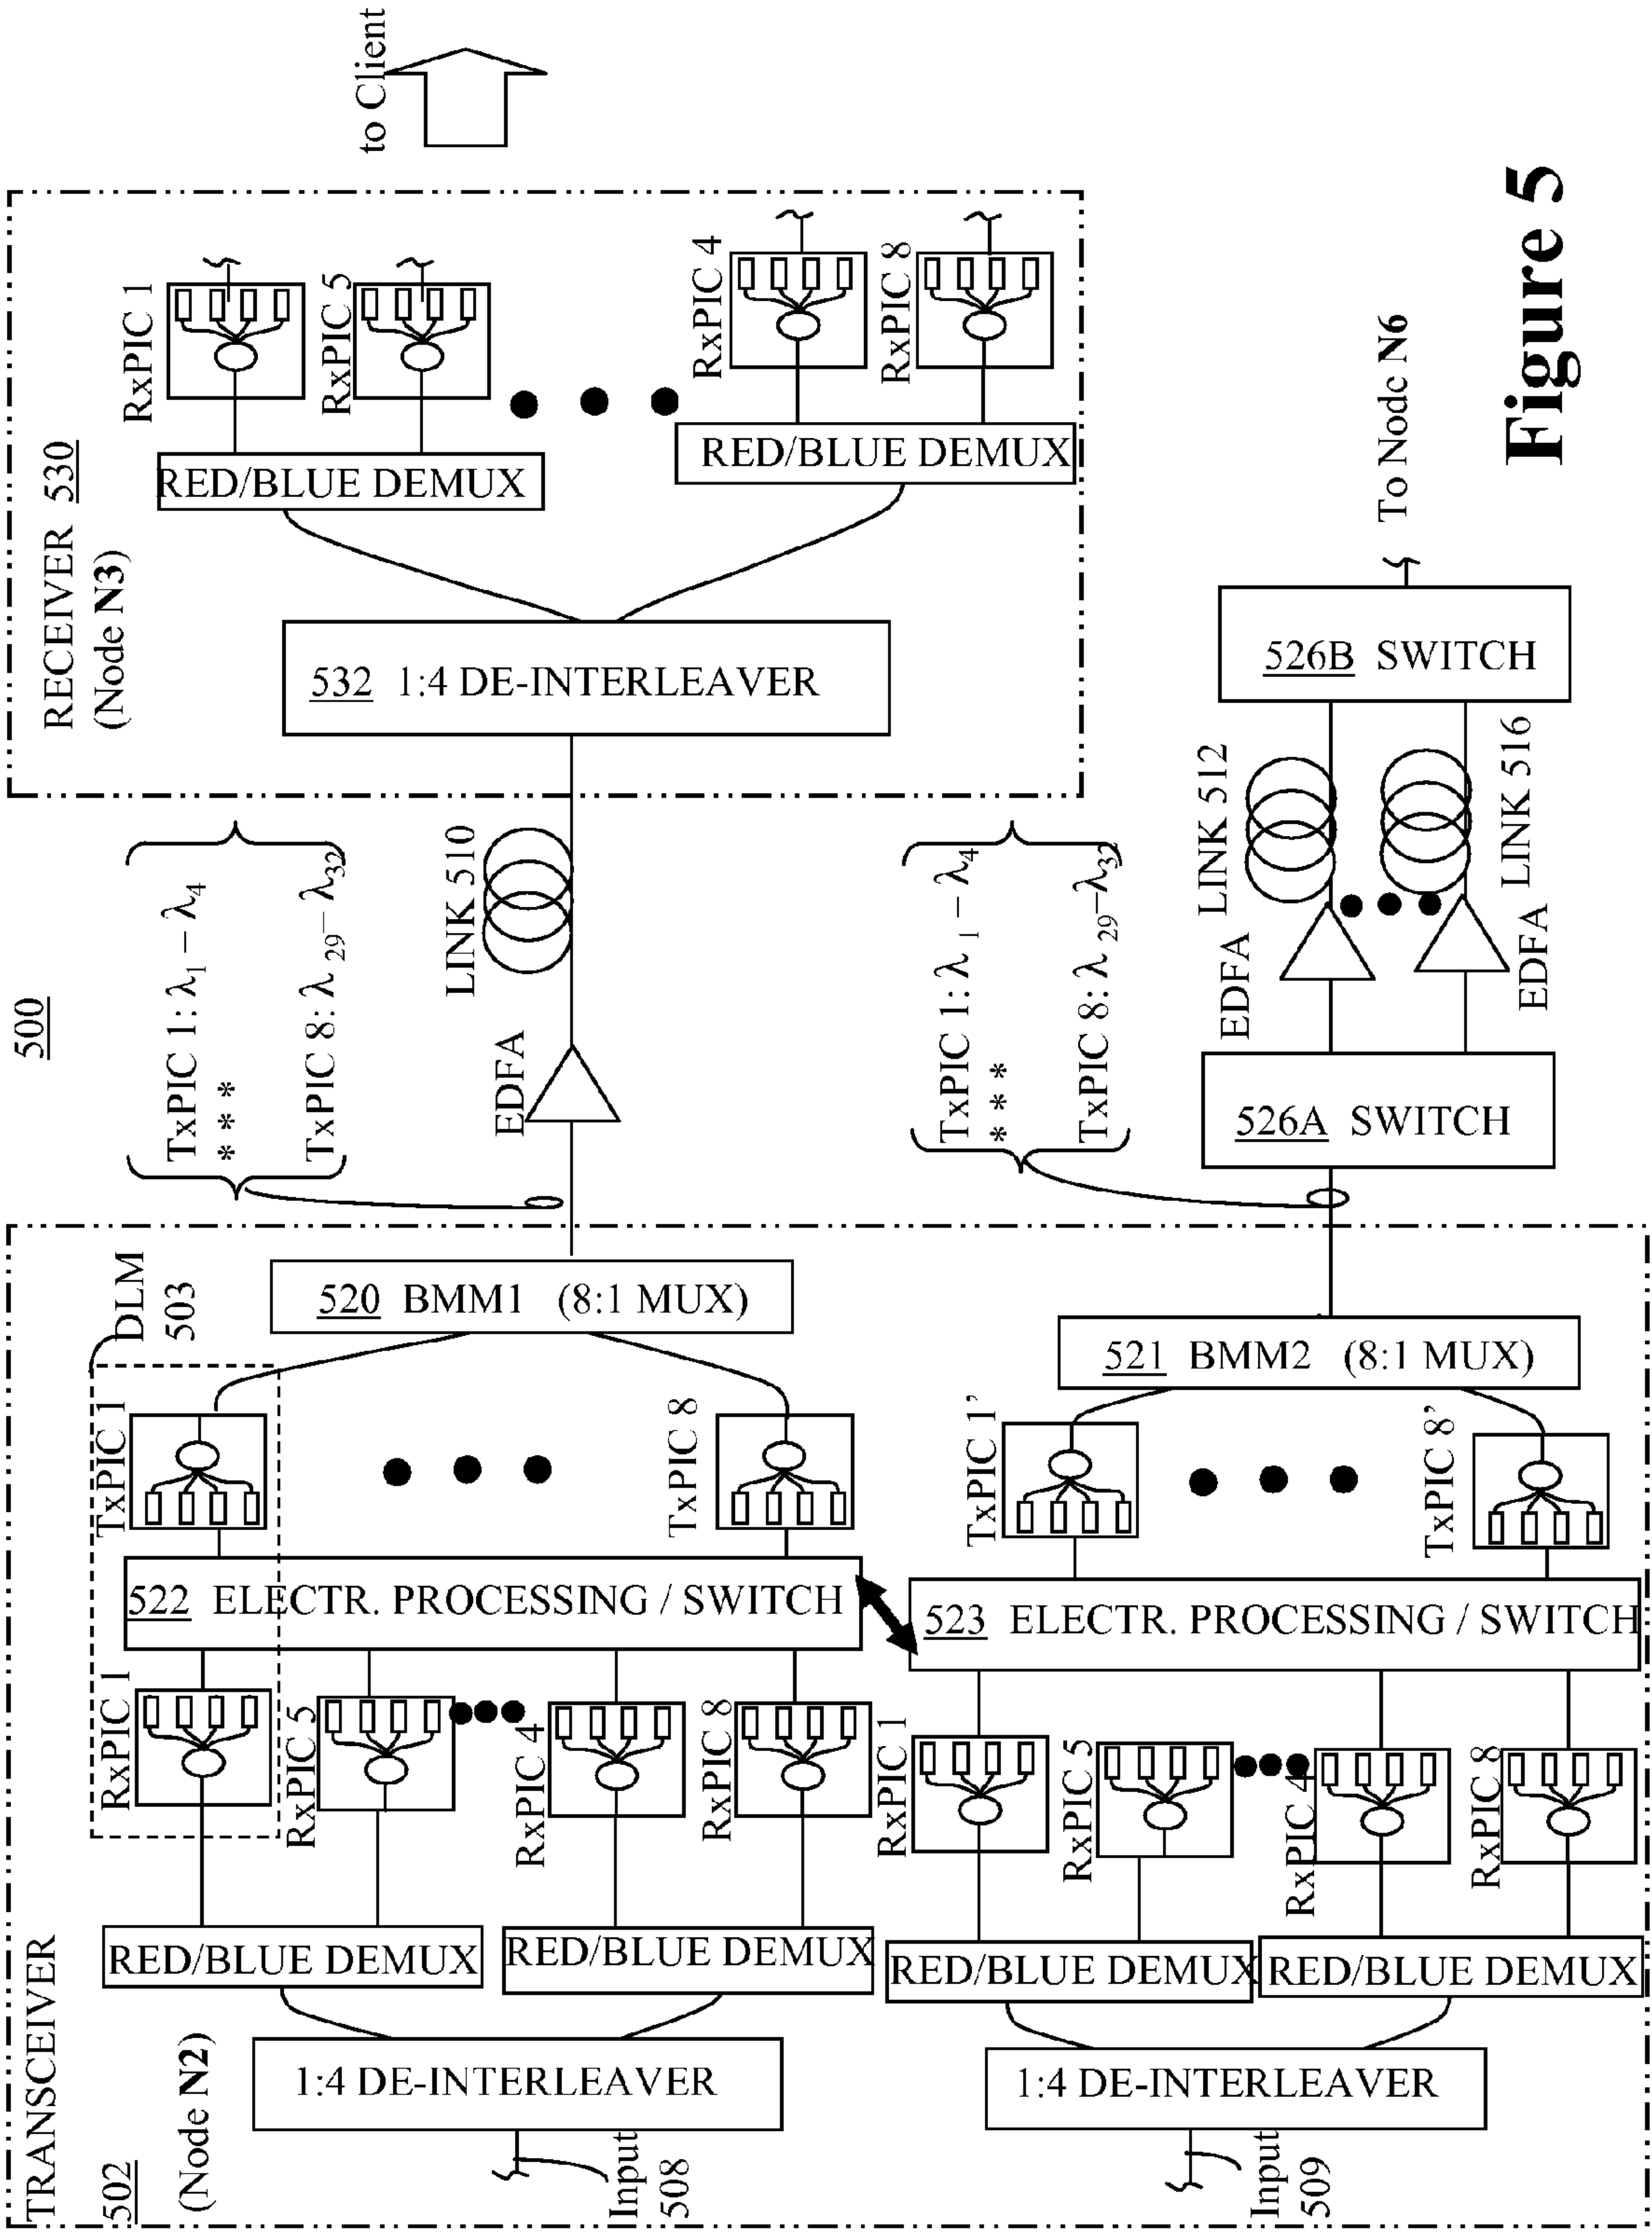 500
TRANSCEIVER
502
(Node N2)
Input
508
1:4 DE-INTERLEAVER
RED/BLUE DEMUX
RED/BLUE DEMUX
RxPIC 1
RxPIC 5
RxPIC 4
RxPIC 8
522 ELECTR. PROCESSING / SWITCH
TxPIC 1
TxPIC 8
DLM
503
520 BMM1 (8:1 MUX)
TxPIC 1: λ1 – λ4
* * *
TxPIC 8: λ 29– λ32
EDFA
LINK 510
RECEIVER 530
(Node N3)
532 1:4 DE-INTERLEAVER
RED/BLUE DEMUX
RED/BLUE DEMUX
RxPIC 1
RxPIC 5
RxPIC 4
RxPIC 8
to Client
Input
509
1:4 DE-INTERLEAVER
RED/BLUE DEMUX
RED/BLUE DEMUX
RxPIC 1
RxPIC 5
RxPIC 4
RxPIC 8
523 ELECTR. PROCESSING / SWITCH
TxPIC 1’
TxPIC 8’
521 BMM2 (8:1 MUX)
TxPIC 1: λ 1 – λ4
* * *
TxPIC 8: λ 29–λ32
526A SWITCH
EDFA
LINK 512
EDFA
LINK 516
526B SWITCH
To Node N6
Figure 5